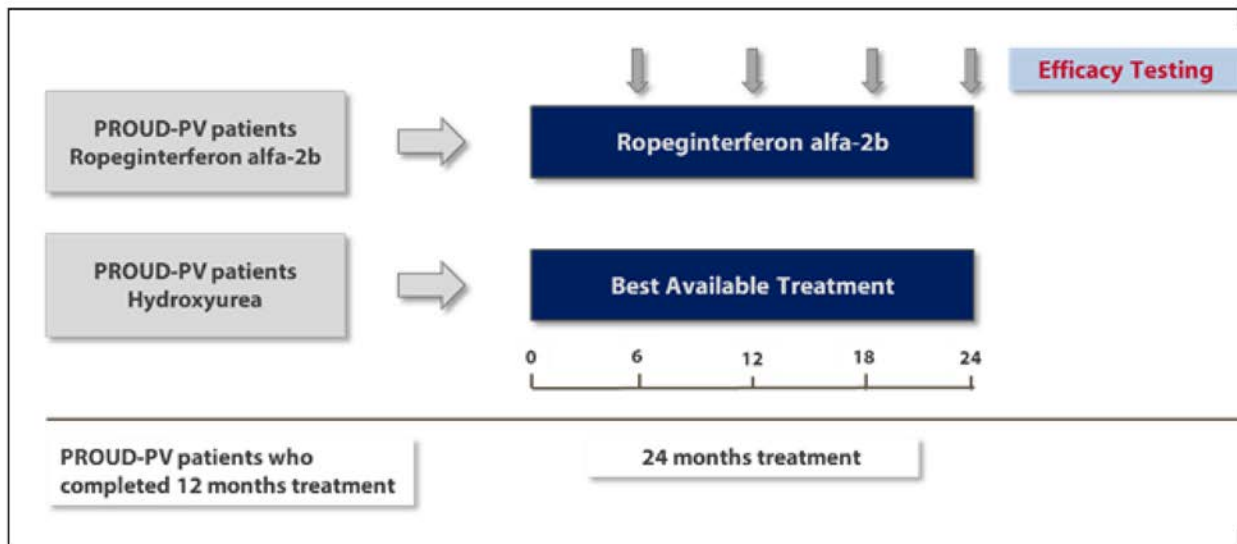 Efficacy Testing
PROUD-PV patients
Ropeginterferon alfa-2b
Ropeginterferon alfa-2b
PROUD-PV patients
Hydroxyurea
Best Available Treatment
0 6 12 18 24
PROUD-PV patients who
completed 12 months treatment
24 months treatment